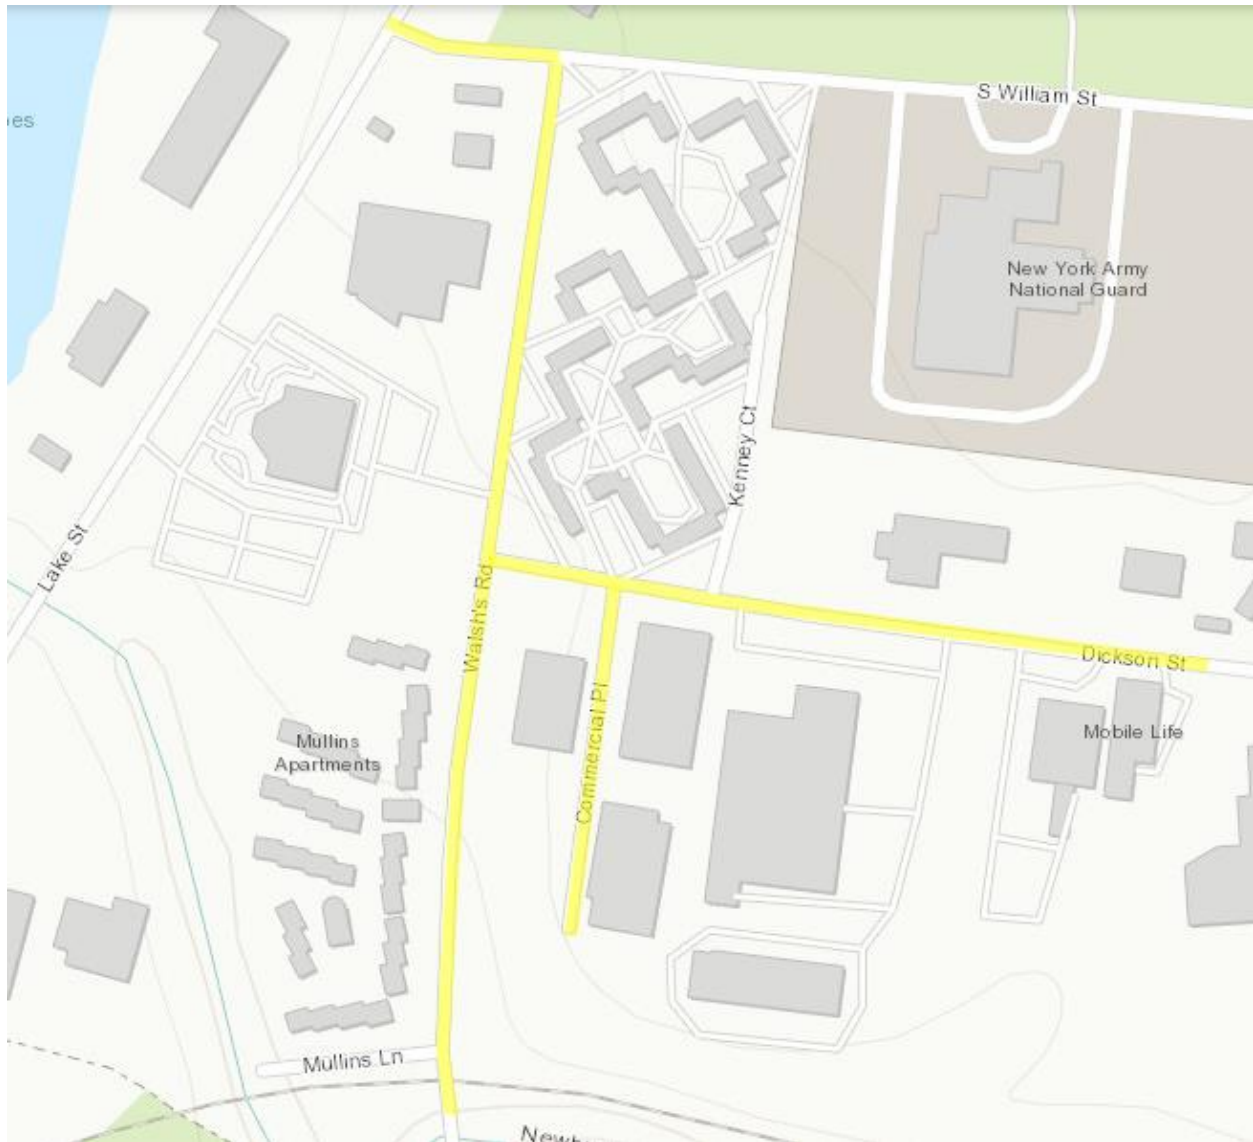 S William St
es
New York Army
National Guard
Kenney Ct
Lake St
Walsh's Rd
Dickson St
Commercial Pl
Mobile Life
Mullins
Apartments
Mullins Ln